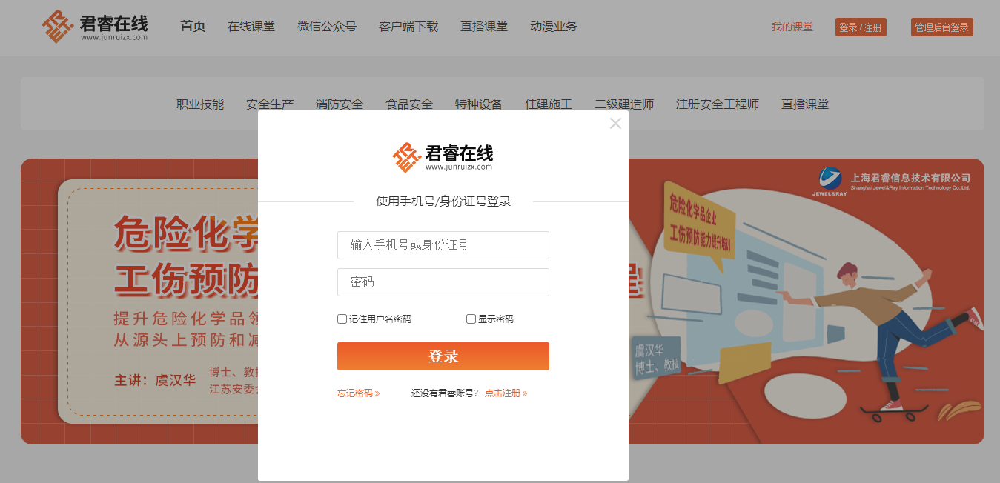 君睿在线
www.junruizx.com
首页 在线课堂 微信公众号 客户端下载 直播课堂 动漫业务
我的课堂 登录 / 注册 管理后台登录
职业技能 安全生产 消防安全 食品安全 特种设备 住建施工 二级建造师 注册安全工程师 直播课堂
君睿在线
www.junruizx.com
使用手机号/身份证号登录
输入手机号或身份证号
密码
记住用户名密码 显示密码
登录
忘记密码 »
还没有君睿账号？ 点击注册 »
危险化学
工伤预防
程
提升危险化学品领
从源头上预防和减
主讲：虞汉华
博士、教授
江苏安委会
上海君睿信息技术有限公司
Shanghai Jewel&Ray Information Technology Co.,Ltd.
JEWEL&RAY
危险化学品企业
工伤预防能力提升培训
虞汉华
博士、教授